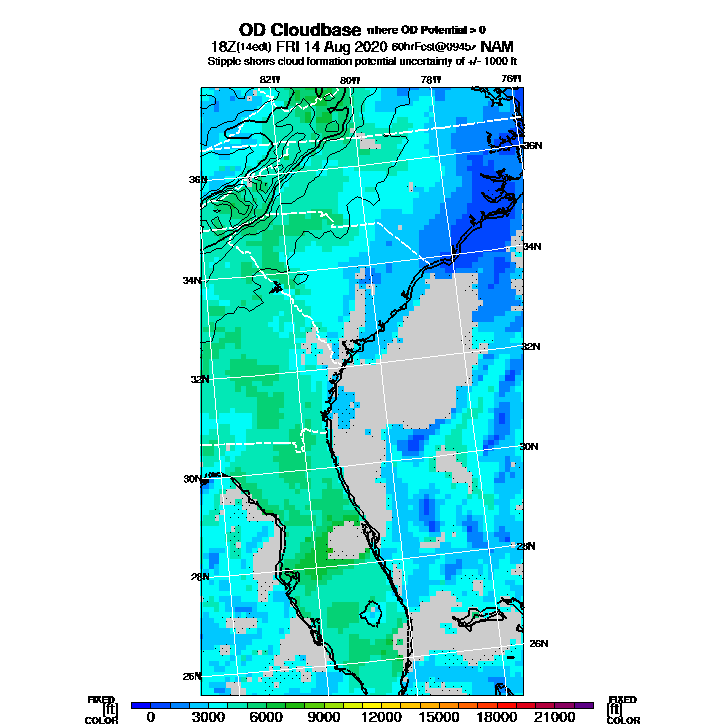 OD Cloudbase where OD Potential > 0
18Z(14edt) FRI 14 Aug 2020 60hrFcst@0945z NAM
Stipple shows cloud formation potential uncertainty of +/- 1000 ft
82W 80W 78W 76W
36N 36N
34N 34N
32N 32N
30N 30N
28N 28N
26N 26N
FIXED FIXED
[ft] [ft]
COLOR 0 3000 6000 9000 12000 15000 18000 21000 COLOR